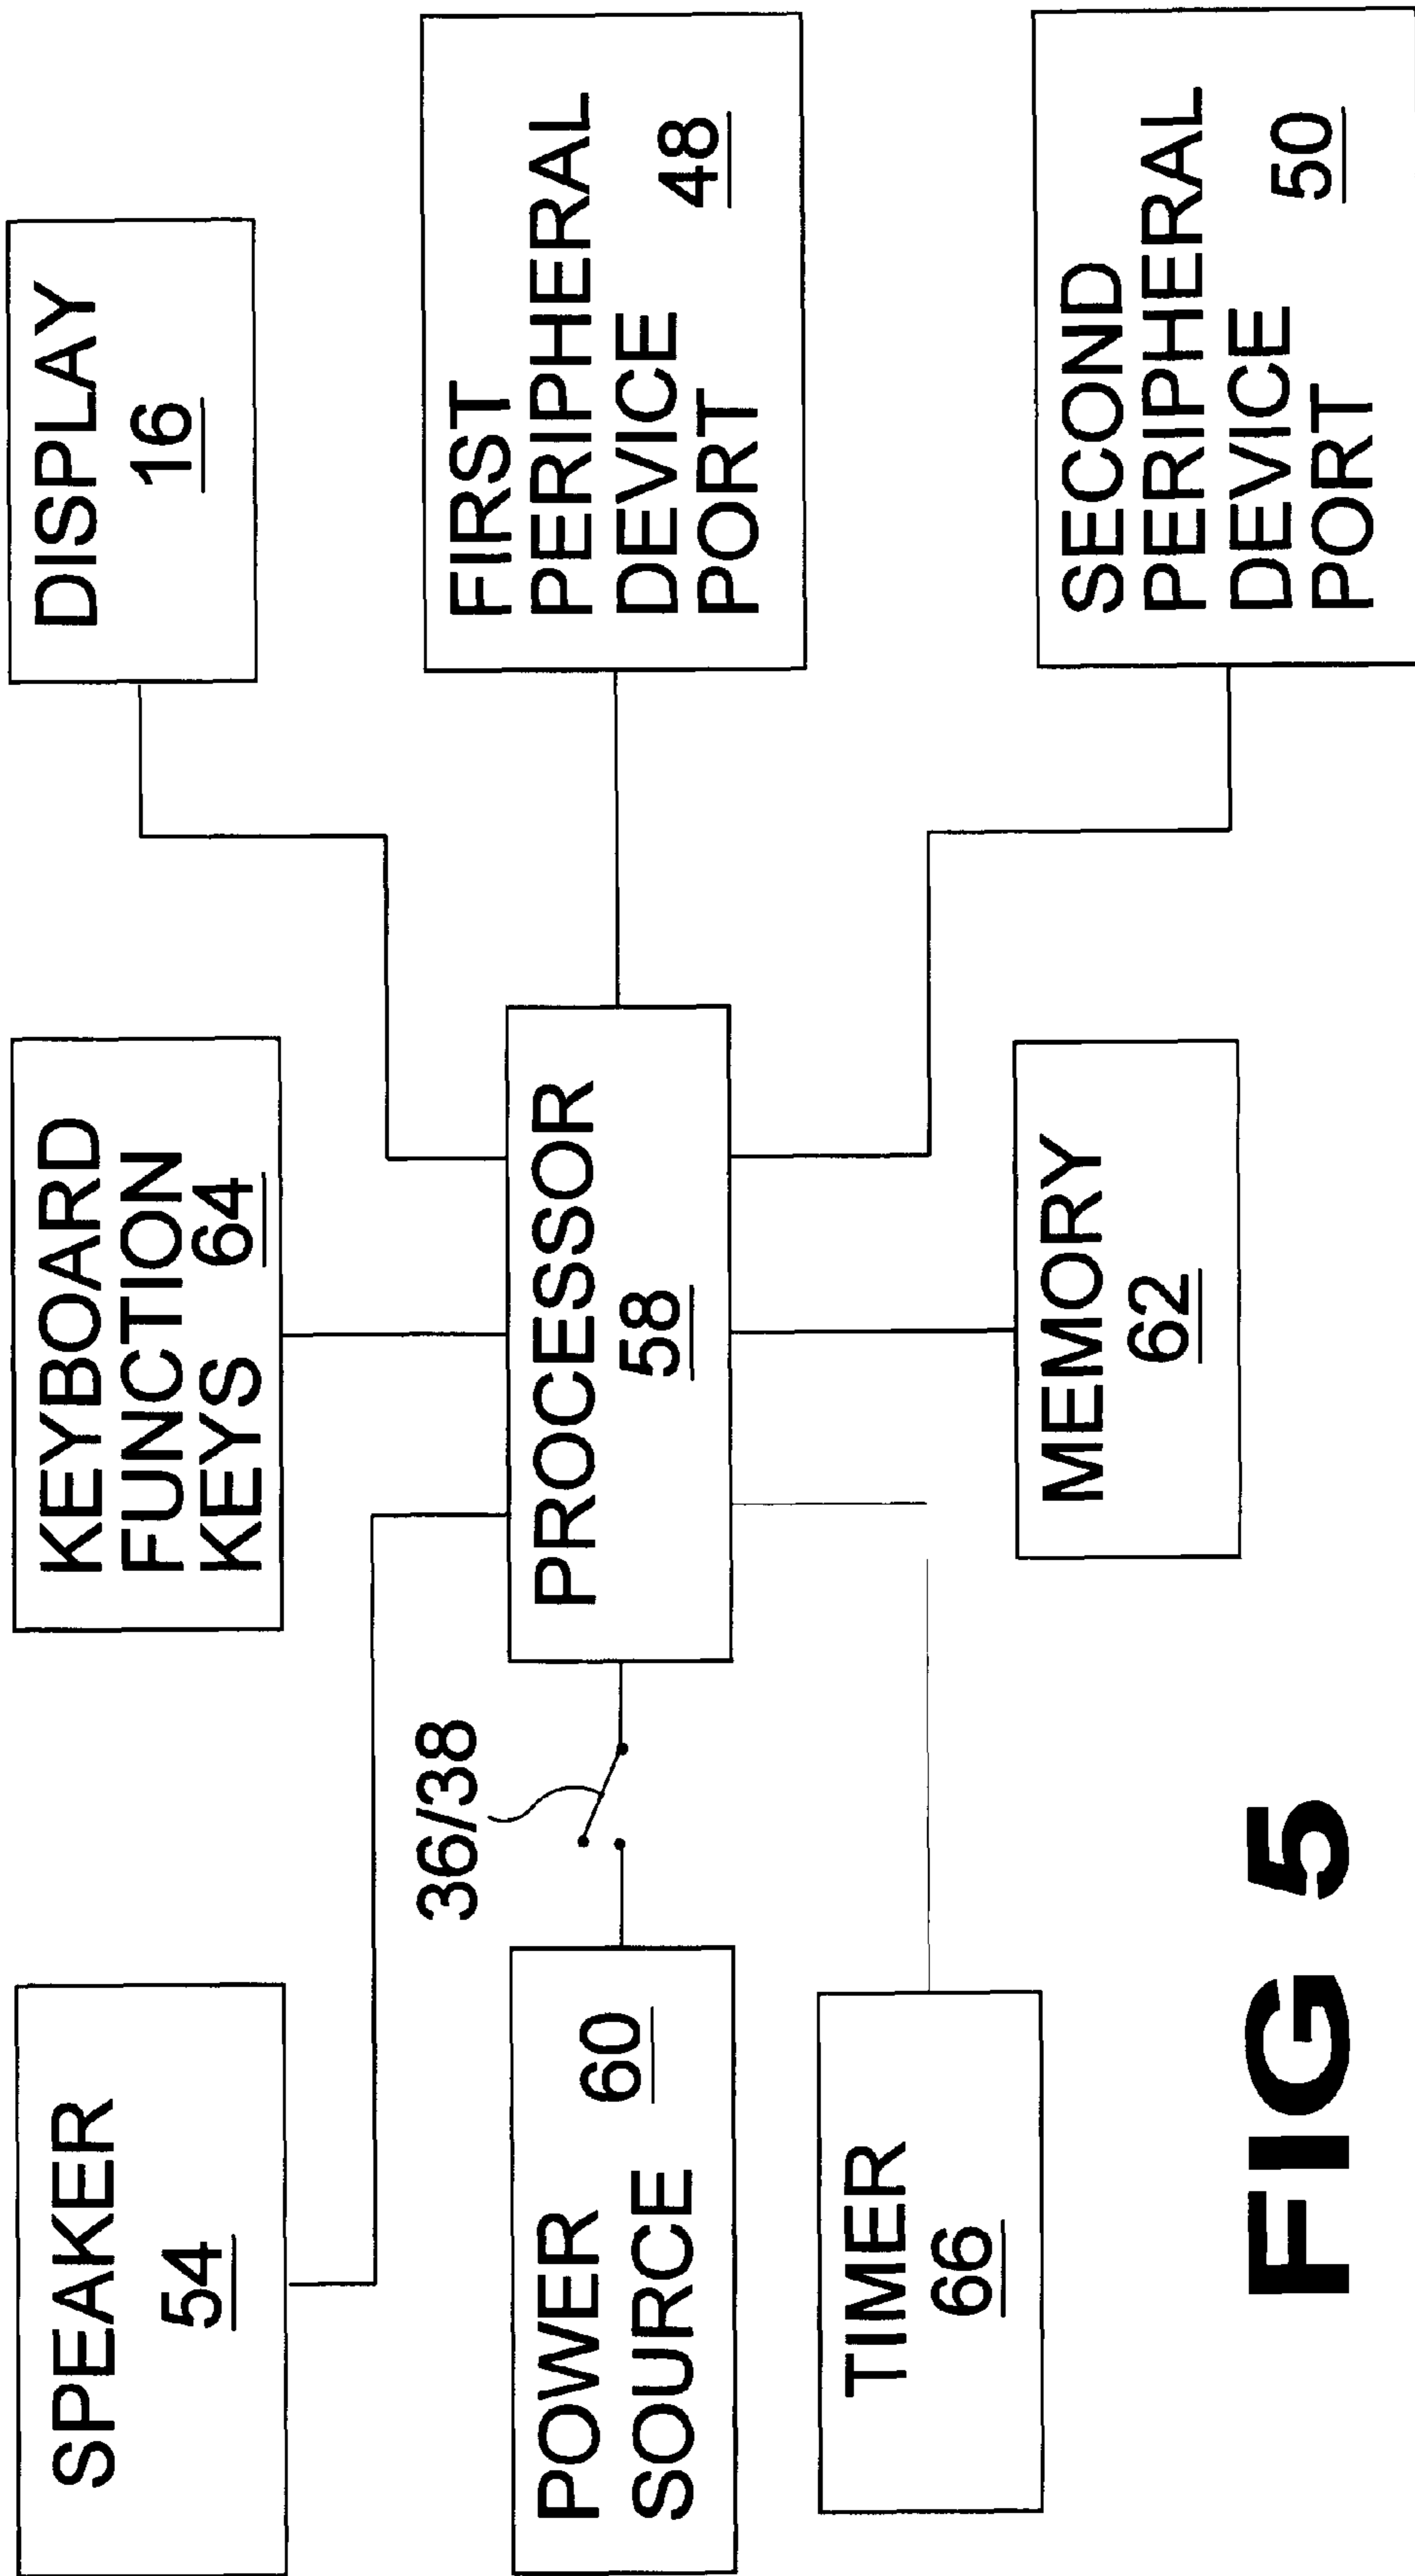 SPEAKER
54
KEYBOARD
FUNCTION
KEYS 64
DISPLAY
16
36/38
POWER
SOURCE 60
PROCESSOR
58
FIRST
PERIPHERAL
DEVICE
PORT 48
TIMER
66
MEMORY
62
SECOND
PERIPHERAL
DEVICE
PORT 50
FIG 5